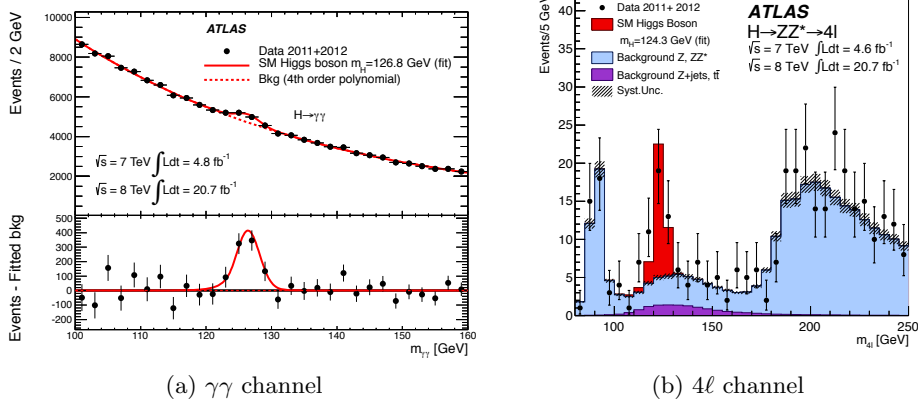 Events / 2 GeV
10000
8000
6000
4000
2000
ATLAS
Data 2011+2012
SM Higgs boson m_H=126.8 GeV (fit)
Bkg (4th order polynomial)
H→γγ
√s = 7 TeV ∫Ldt = 4.8 fb⁻¹
√s = 8 TeV ∫Ldt = 20.7 fb⁻¹
Events - Fitted bkg
500
400
300
200
100
0
-100
-200
100 110 120 130 140 150 160
m_γγ [GeV]
(a) γγ channel
Events/5 GeV
40
35
30
25
20
15
10
5
0
Data 2011+ 2012
SM Higgs Boson
m_H=124.3 GeV (fit)
Background Z, ZZ*
Background Z+jets, tt̄
Syst.Unc.
ATLAS
H→ZZ*→4l
√s = 7 TeV ∫Ldt = 4.6 fb⁻¹
√s = 8 TeV ∫Ldt = 20.7 fb⁻¹
100 150 200 250
m_4l [GeV]
(b) 4ℓ channel